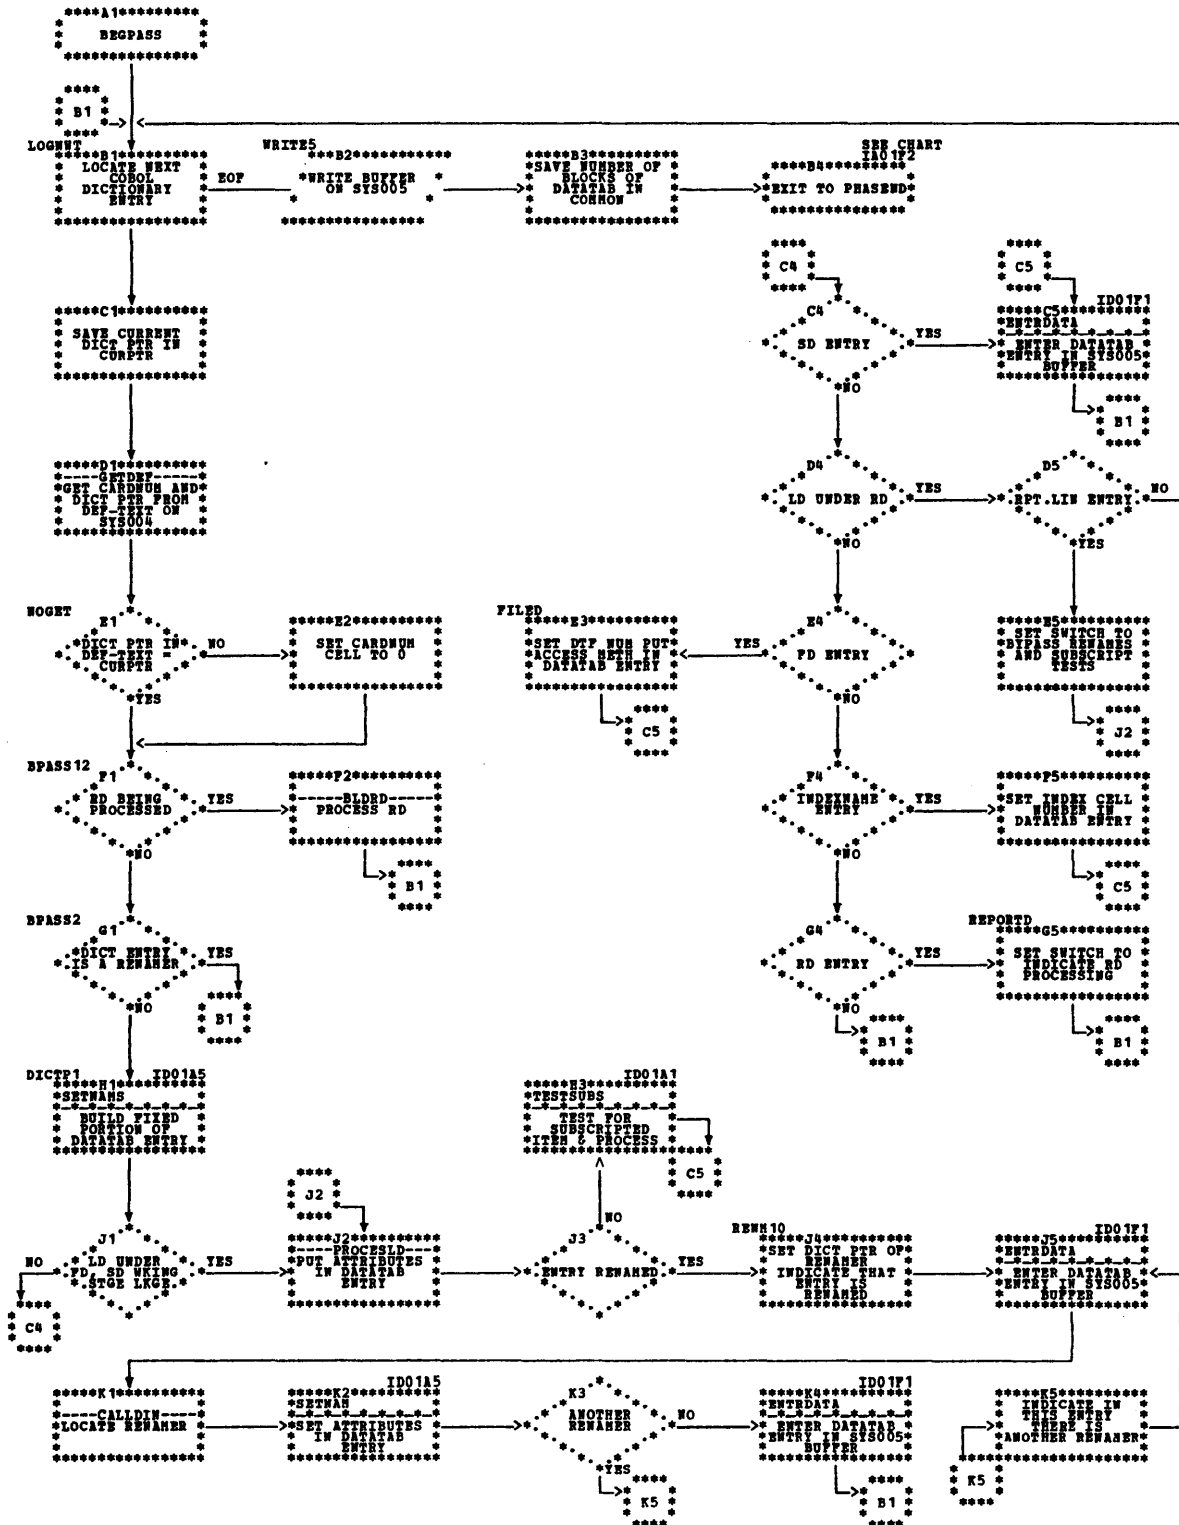 A1
BEGPASS
B1
LOGNWT
B1
LOCATE NEXT
COBOL
DICTIONARY
ENTRY
EOF
WRITE5
B2
WRITE BUFFER
ON SYS005
B3
SAVE NUMBER OF
BLOCKS OF
DATATAB IN
COMMON
SEE CHART
IA01F2
B4
EXIT TO PHASEND
C1
SAVE CURRENT
DICT PTR IN
CURPTR
C4
C4
SD ENTRY
YES
NO
C5
ID01F1
C5
ENTRDATA
ENTER DATATAB
ENTRY IN SYS005
BUFFER
B1
D1
----GETDEF-----
GET CARDNUM AND
DICT PTR FROM
DEF-TEXT ON
SYS004
D4
LD UNDER RD
YES
NO
D5
RPT.LIN ENTRY
NO
YES
NOGET
E1
DICT PTR IN
DEF-TEXT =
CURPTR
NO
YES
E2
SET CARDNUM
CELL TO 0
FILED
E3
SET DTF NUM PUT
ACCESS METH IN
DATATAB ENTRY
C5
YES
E4
FD ENTRY
NO
E5
SET SWITCH TO
BYPASS RENAMES
AND SUBSCRIPT
TESTS
J2
BPASS12
F1
RD BEING
PROCESSED
YES
NO
F2
-----BLDRD-----
PROCESS RD
B1
F4
INDEXNAME
ENTRY
YES
NO
F5
SET INDEX CELL
NUMBER IN
DATATAB ENTRY
C5
BPASS2
G1
DICT ENTRY
IS A RENAMER
YES
B1
NO
G4
RD ENTRY
YES
NO
B1
REPORTD
G5
SET SWITCH TO
INDICATE RD
PROCESSING
B1
DICTP1
ID01A5
H1
SETNAMS
BUILD FIXED
PORTION OF
DATATAB ENTRY
ID01A1
H3
TESTSUBS
TEST FOR
SUBSCRIPTED
ITEM & PROCESS
C5
J1
LD UNDER
FD, SD WKING
STGE LKGE
NO
C4
YES
J2
J2
----PROCESLD---
PUT ATTRIBUTES
IN DATATAB
ENTRY
J3
ENTRY RENAMED
NO
YES
RENM10
J4
SET DICT PTR OF
RENAMER
INDICATE THAT
ENTRY IS
RENAMED
ID01F1
J5
ENTRDATA
ENTER DATATAB
ENTRY IN SYS005
BUFFER
K1
----CALLDIN----
LOCATE RENAMER
ID01A5
K2
SETNAM
SET ATTRIBUTES
IN DATATAB
ENTRY
K3
ANOTHER
RENAMER
NO
YES
K5
ID01F1
K4
ENTRDATA
ENTER DATATAB
ENTRY IN SYS005
BUFFER
B1
K5
INDICATE IN
THIS ENTRY
THERE IS
ANOTHER RENAMER
K5